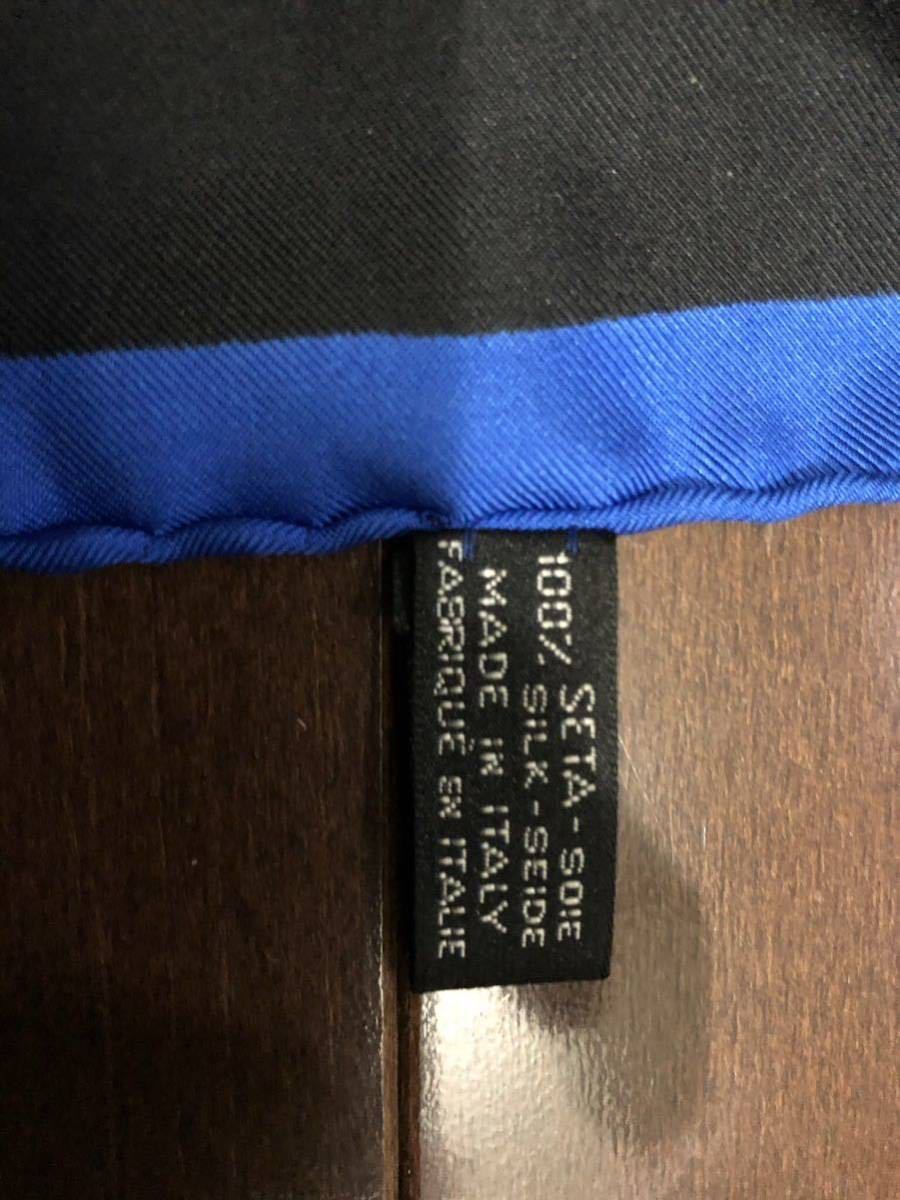 100% SETA - SOIE
SILK - SEIDE
MADE IN ITALY
FABRIQUÉ EN ITALIE